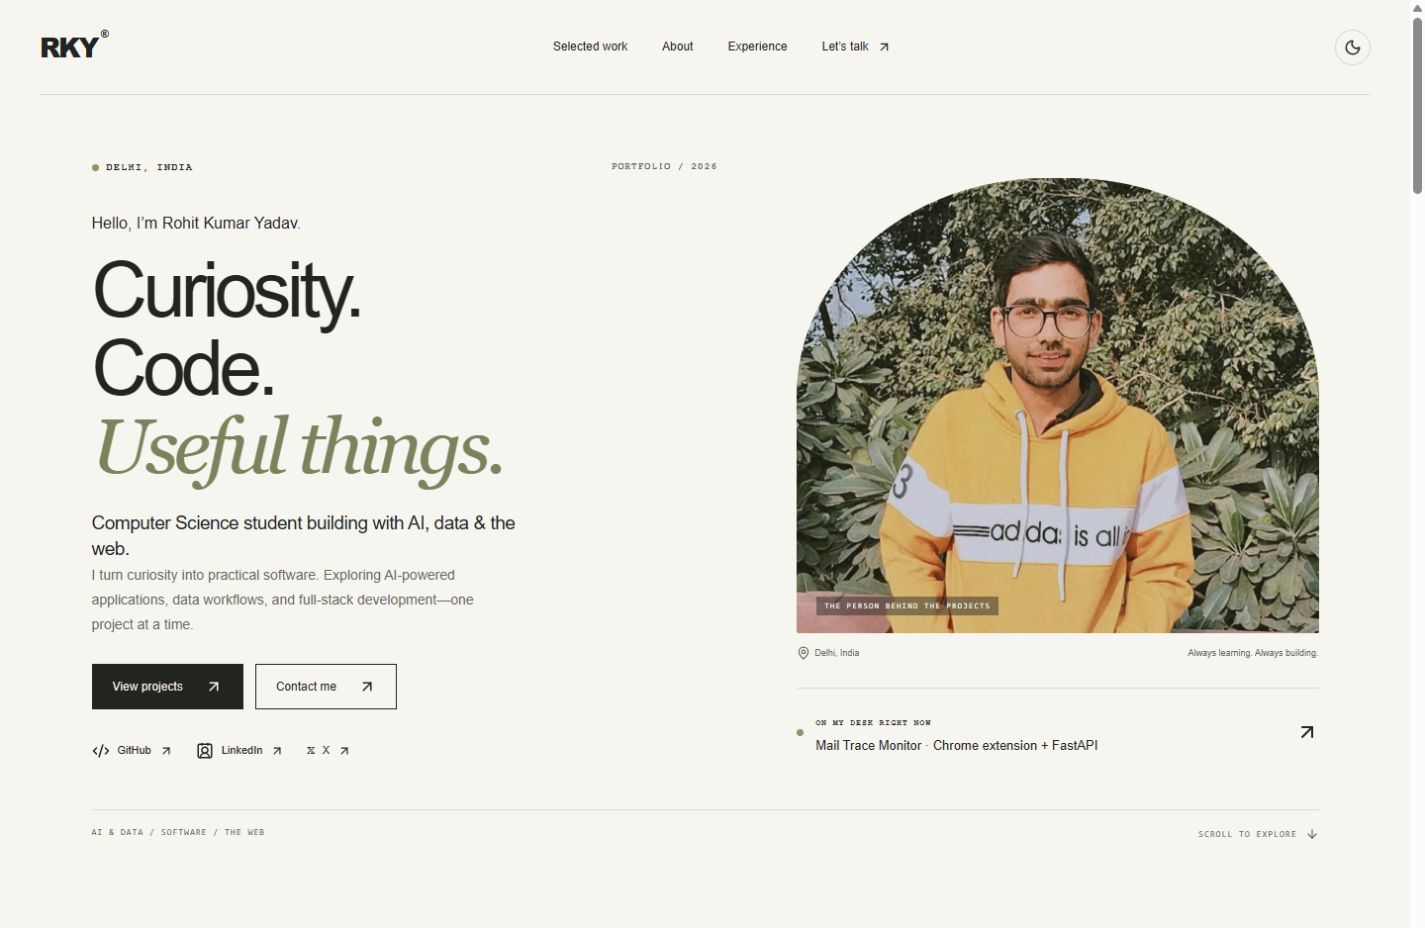 RKY®
Selected work
About
Experience
Let's talk
DELHI, INDIA
PORTFOLIO / 2026
Hello, I'm Rohit Kumar Yadav.
Curiosity.
Code.
Useful things.
Computer Science student building with AI, data & the
web.
I turn curiosity into practical software. Exploring AI-powered
applications, data workflows, and full-stack development—one
project at a time.
View projects
Contact me
GitHub
LinkedIn
X X
3
adidas is all i
THE PERSON BEHIND THE PROJECTS
Delhi, India
Always learning. Always building.
ON MY DESK RIGHT NOW
Mail Trace Monitor · Chrome extension + FastAPI
AI & DATA / SOFTWARE / THE WEB
SCROLL TO EXPLORE